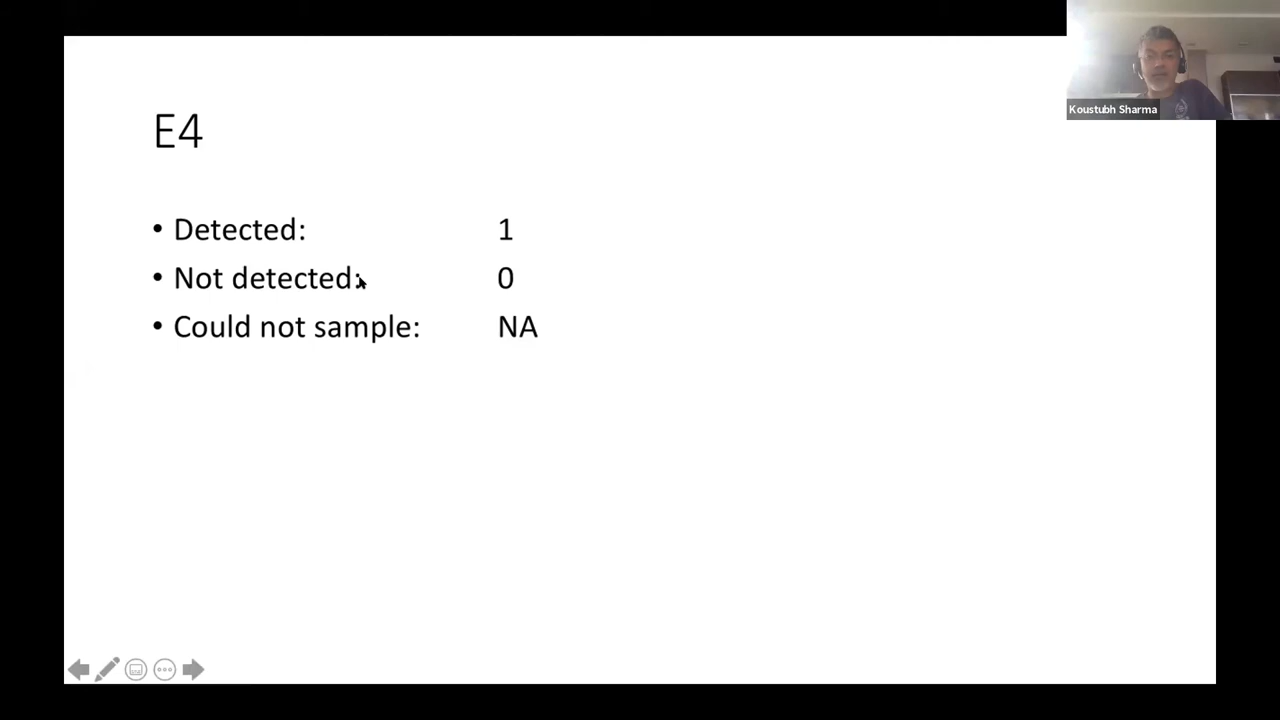 Koustubh Sharma
E4
• Detected: 1
• Not detected: 0
• Could not sample: NA